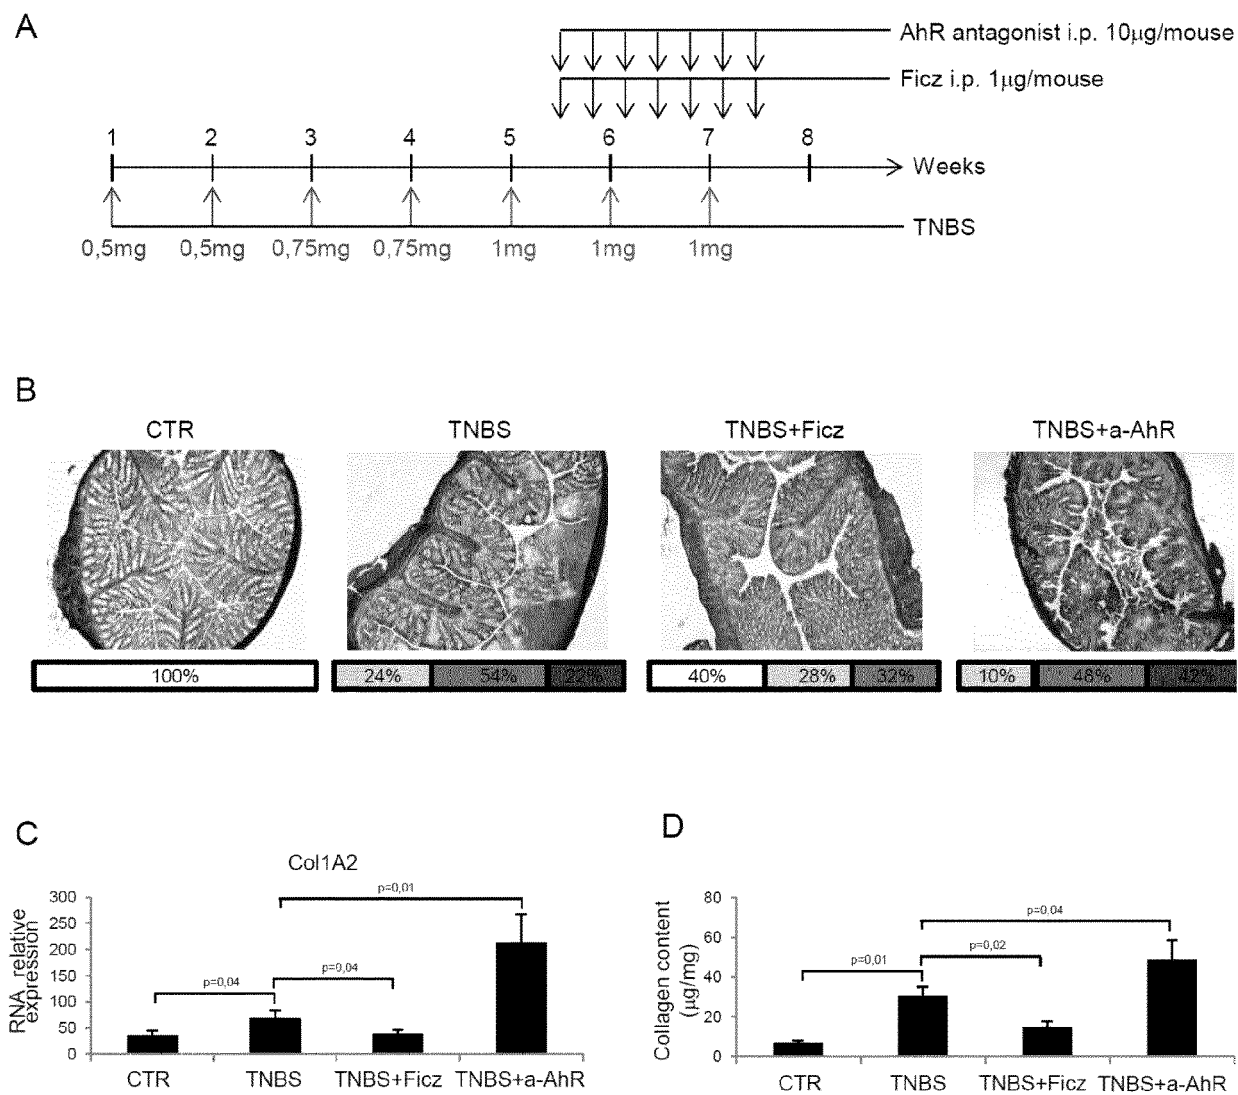 A
AhR antagonist i.p. 10µg/mouse
Ficz i.p. 1µg/mouse
1 2 3 4 5 6 7 8
Weeks
TNBS
0,5mg 0,5mg 0,75mg 0,75mg 1mg 1mg 1mg
B
CTR TNBS TNBS+Ficz TNBS+a-AhR
100% 24% 54% 22% 40% 28% 32% 10% 48% 42%
C
Col1A2
RNA relative
expression
300
250
200
150
100
50
0
p=0,01
p=0,04
p=0,04
CTR TNBS TNBS+Ficz TNBS+a-AhR
D
Collagen content
(µg/mg)
80
60
40
20
0
p=0,04
p=0,02
p=0,01
CTR TNBS TNBS+Ficz TNBS+a-AhR